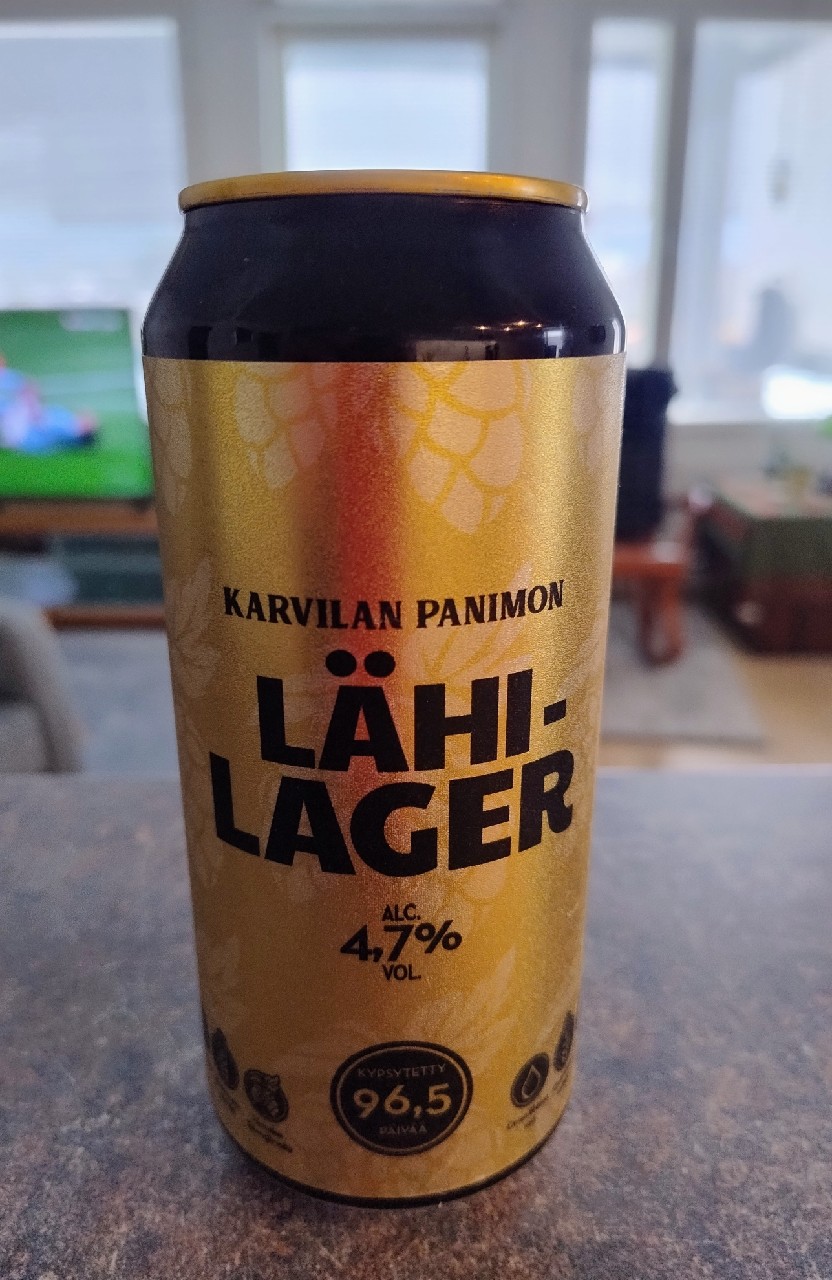 KARVILAN PANIMON
LÄHI-
LAGER
ALC.
4,7%
VOL.
KYPSYTETTY
96,5
PÄIVÄÄ